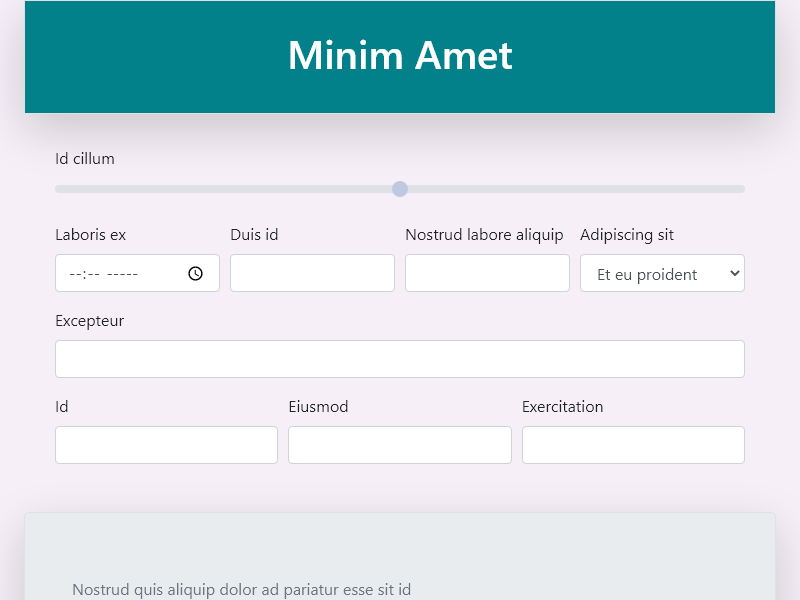 Minim Amet
Id cillum
Laboris ex
Duis id
Nostrud labore aliquip
Adipiscing sit
--:-- -----
Et eu proident
Excepteur
Id
Eiusmod
Exercitation
Nostrud quis aliquip dolor ad pariatur esse sit id